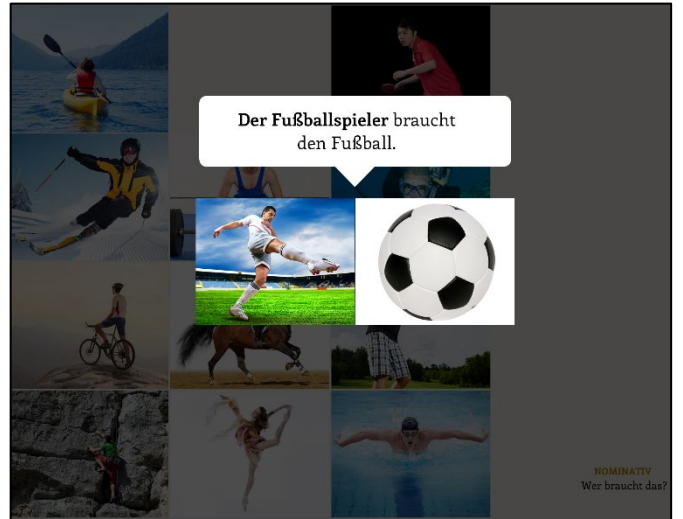 Der Fußballspieler braucht
den Fußball.
NOMINATIV
Wer braucht das?